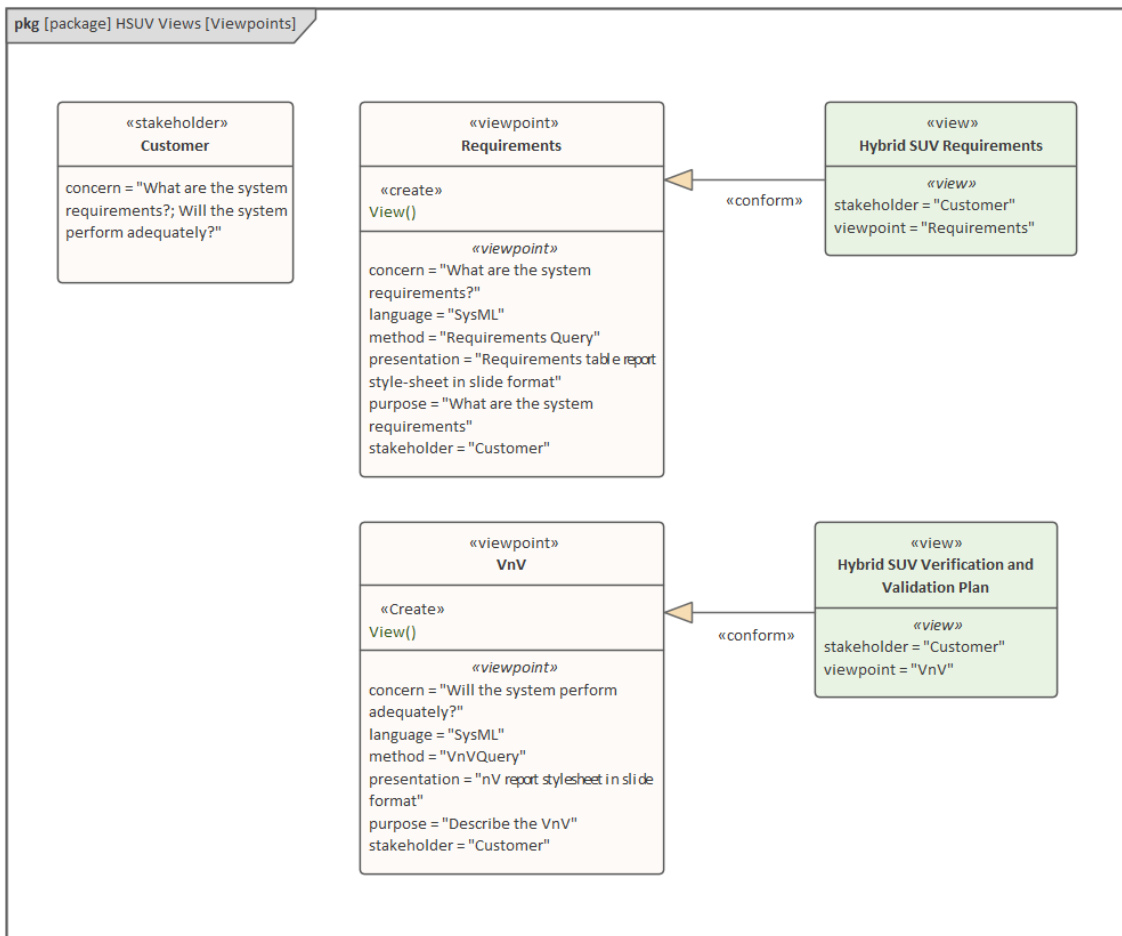 pkg [package] HSUV Views [Viewpoints]
«stakeholder»
Customer
concern = "What are the system
requirements?; Will the system
perform adequately?"
«viewpoint»
Requirements
«create»
View()
«viewpoint»
concern = "What are the system
requirements?"
language = "SysML"
method = "Requirements Query"
presentation = "Requirements table report
style-sheet in slide format"
purpose = "What are the system
requirements"
stakeholder = "Customer"
«conform»
«view»
Hybrid SUV Requirements
«view»
stakeholder = "Customer"
viewpoint = "Requirements"
«viewpoint»
VnV
«Create»
View()
«viewpoint»
concern = "Will the system perform
adequately?"
language = "SysML"
method = "VnVQuery"
presentation = "nV report stylesheet in slide
format"
purpose = "Describe the VnV"
stakeholder = "Customer"
«conform»
«view»
Hybrid SUV Verification and
Validation Plan
«view»
stakeholder = "Customer"
viewpoint = "VnV"